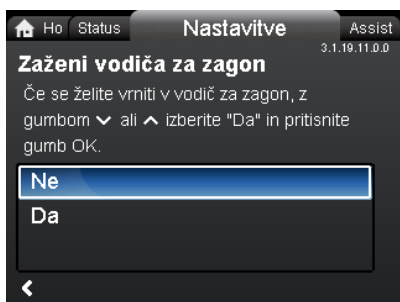 Ho Status Nastavitve Assist
3.1.19.11.0.0
Zaženi vodiča za zagon
Če se želite vrniti v vodič za zagon, z
gumbom ali izberite "Da" in pritisnite
gumb OK.
Ne
Da